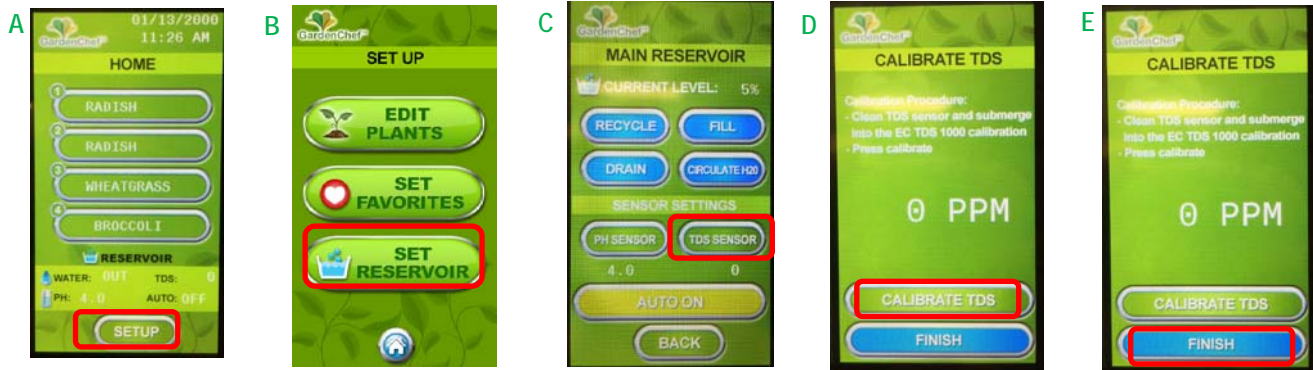 A
GardenChef
01/13/2000
11:26 AM
HOME
1 RADISH
2 RADISH
3 WHEATGRASS
4 BROCCOLI
RESERVOIR
WATER: OUT TDS: 0
PH: 4.0 AUTO: OFF
SETUP
B
GardenChef
SET UP
EDIT
PLANTS
SET
FAVORITES
SET
RESERVOIR
C
GardenChef
MAIN RESERVOIR
CURRENT LEVEL: 5%
RECYCLE FILL
DRAIN CIRCULATE H20
SENSOR SETTINGS
PH SENSOR TDS SENSOR
4.0 0
AUTO ON
BACK
D
GardenChef
CALIBRATE TDS
Calibration Procedure:
- Clean TDS sensor and submerge
into the EC TDS 1000 calibration
- Press calibrate
0 PPM
CALIBRATE TDS
FINISH
E
GardenChef
CALIBRATE TDS
Calibration Procedure:
- Clean TDS sensor and submerge
into the EC TDS 1000 calibration
- Press calibrate
0 PPM
CALIBRATE TDS
FINISH